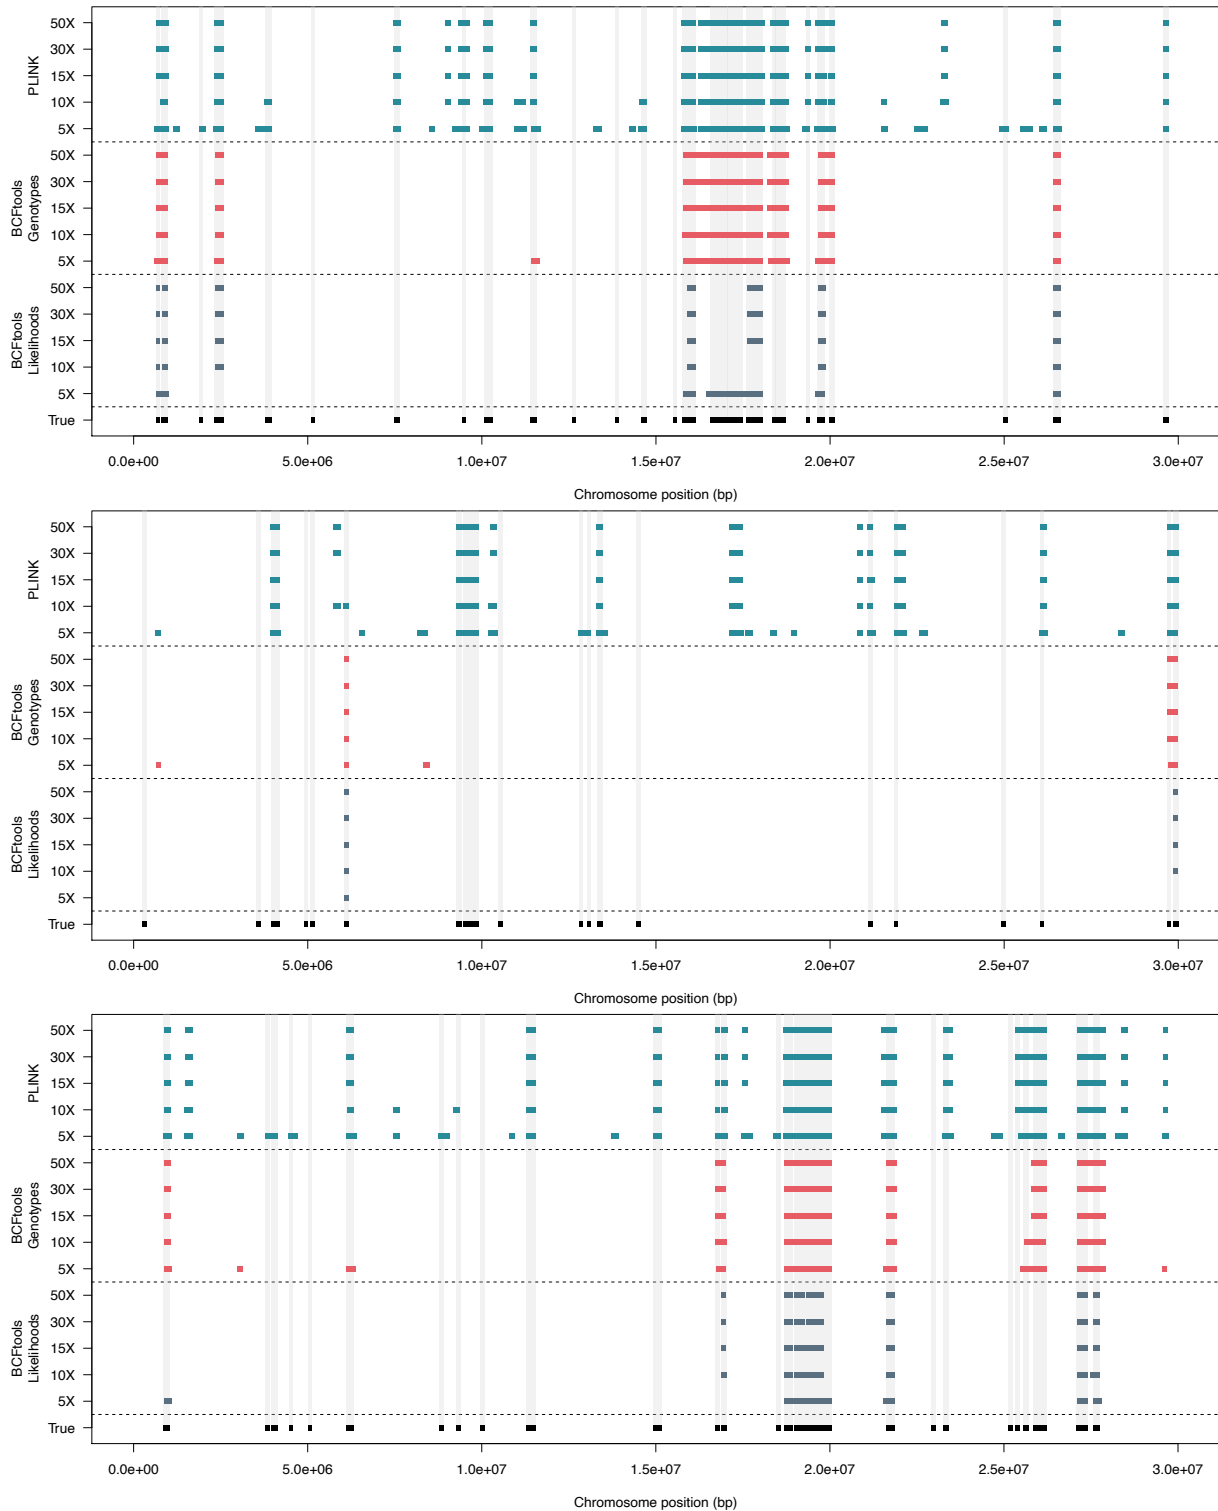 50X
30X
15X
10X
5X
PLINK
50X
30X
15X
10X
5X
BCFtools
Genotypes
50X
30X
15X
10X
5X
BCFtools
Likelihoods
True
0.0e+00 5.0e+06 1.0e+07 1.5e+07 2.0e+07 2.5e+07 3.0e+07
Chromosome position (bp)
50X
30X
15X
10X
5X
PLINK
50X
30X
15X
10X
5X
BCFtools
Genotypes
50X
30X
15X
10X
5X
BCFtools
Likelihoods
True
0.0e+00 5.0e+06 1.0e+07 1.5e+07 2.0e+07 2.5e+07 3.0e+07
Chromosome position (bp)
50X
30X
15X
10X
5X
PLINK
50X
30X
15X
10X
5X
BCFtools
Genotypes
50X
30X
15X
10X
5X
BCFtools
Likelihoods
True
0.0e+00 5.0e+06 1.0e+07 1.5e+07 2.0e+07 2.5e+07 3.0e+07
Chromosome position (bp)